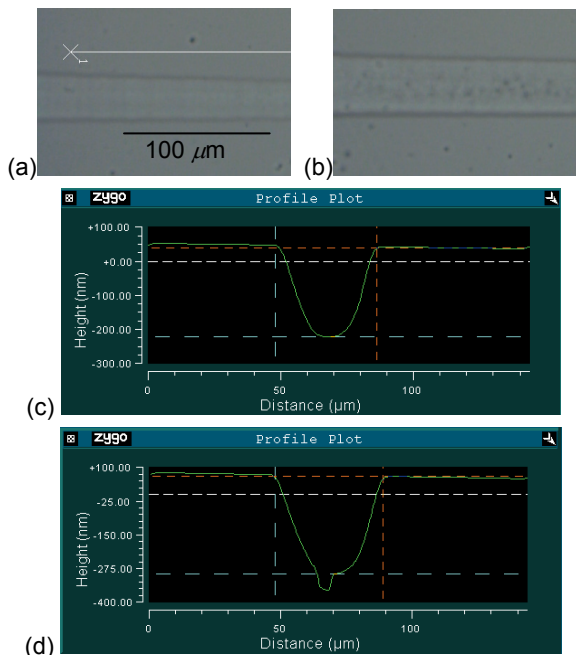 1
100 μm
(a)
(b)
zygo Profile Plot
+100.00
+0.00
-100.00
-200.00
-300.00
Height (nm)
0 50 100
Distance (μm)
(c)
zygo Profile Plot
+100.00
-25.00
-150.00
-275.00
-400.00
Height (nm)
0 50 100
Distance (μm)
(d)